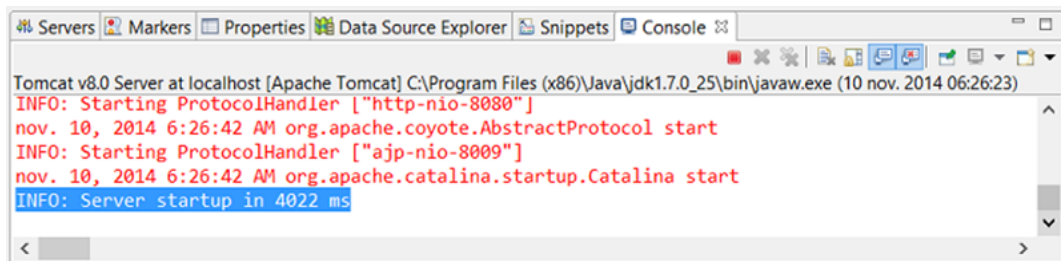 Servers Markers Properties Data Source Explorer Snippets Console
Tomcat v8.0 Server at localhost [Apache Tomcat] C:\Program Files (x86)\Java\jdk1.7.0_25\bin\javaw.exe (10 nov. 2014 06:26:23)
INFO: Starting ProtocolHandler ["http-nio-8080"]
nov. 10, 2014 6:26:42 AM org.apache.coyote.AbstractProtocol start
INFO: Starting ProtocolHandler ["ajp-nio-8009"]
nov. 10, 2014 6:26:42 AM org.apache.catalina.startup.Catalina start
INFO: Server startup in 4022 ms